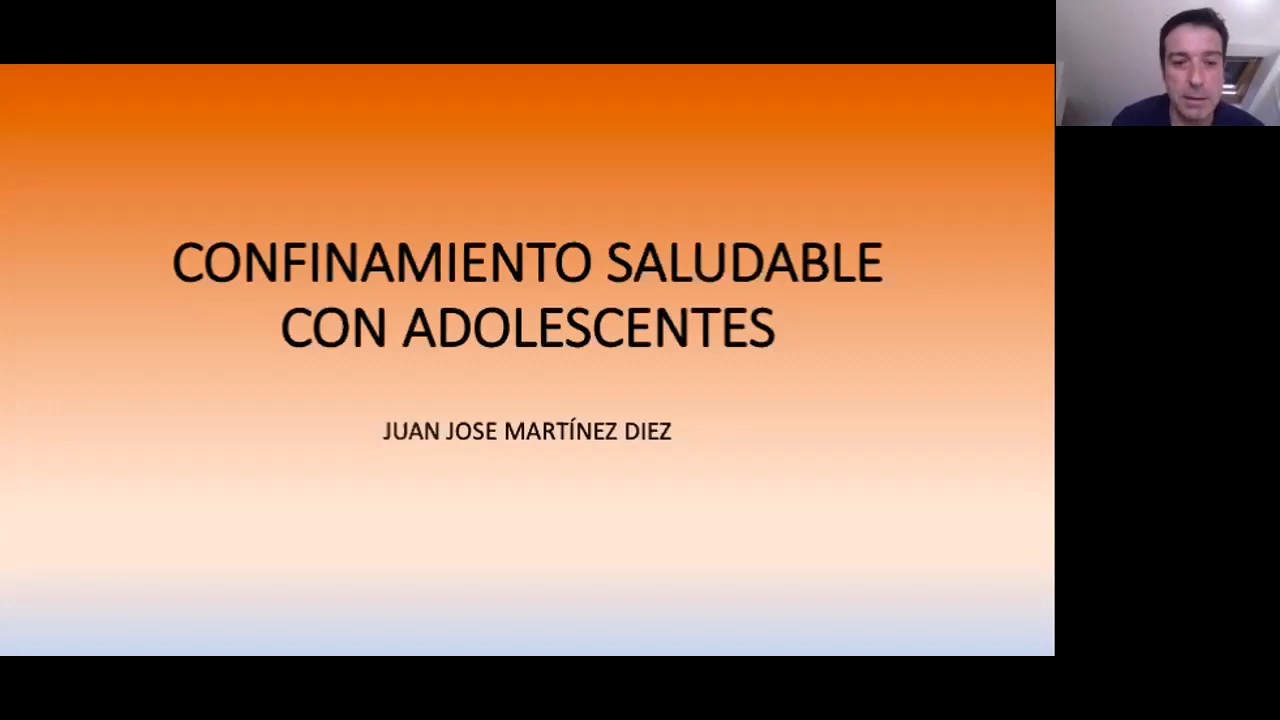 CONFINAMIENTO SALUDABLE
CON ADOLESCENTES
JUAN JOSE MARTÍNEZ DIEZ